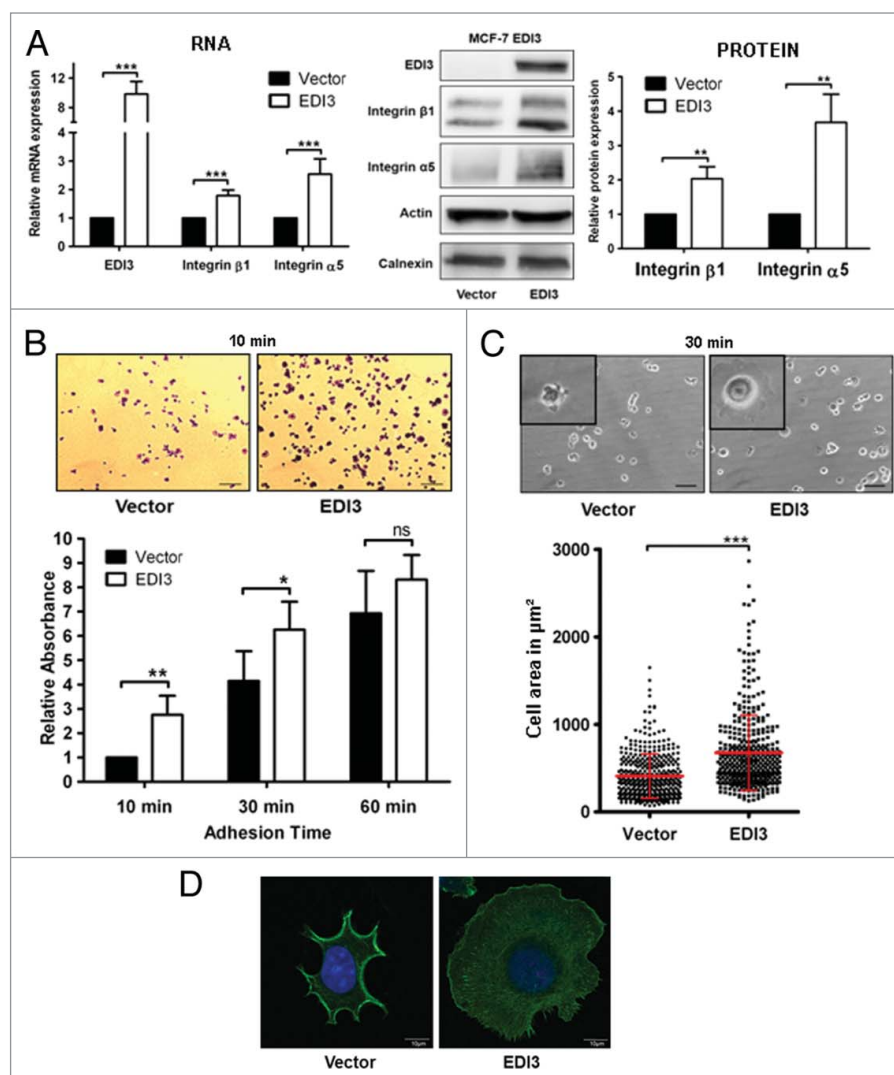 A
RNA
Relative mRNA expression
12
10
8
4
3
2
1
***
***
***
Vector
EDI3
EDI3
Integrin β1
Integrin α5
MCF-7 EDI3
EDI3
Integrin β1
Integrin α5
Actin
Calnexin
Vector
EDI3
PROTEIN
Relative protein expression
5
4
3
2
1
0
**
**
Vector
EDI3
Integrin β1
Integrin α5
B
10 min
Vector
EDI3
Relative Absorbance
10
9
8
7
6
5
4
3
2
1
0
Vector
EDI3
**
*
ns
10 min
30 min
60 min
Adhesion Time
C
30 min
Vector
EDI3
Cell area in µm²
3000
2000
1000
0
***
Vector
EDI3
D
10µm
10µm
Vector
EDI3